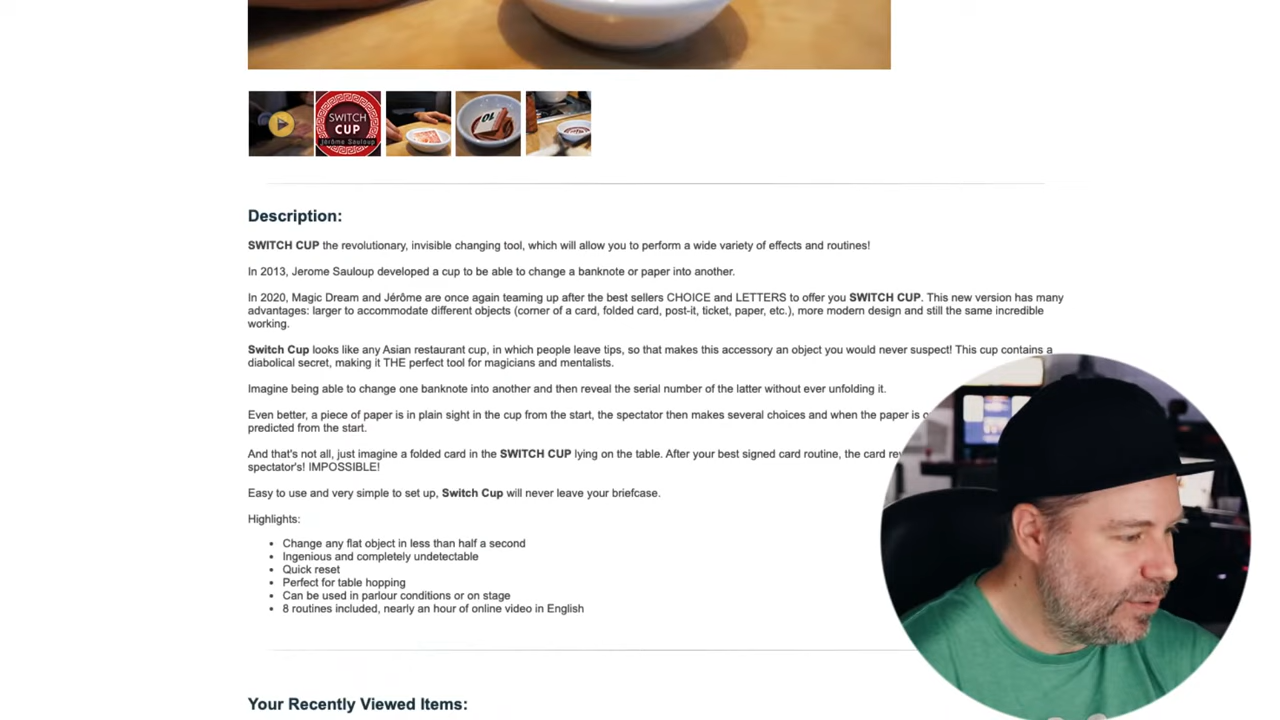 SWITCH
CUP
Jérôme Sauloup
10
Description:
SWITCH CUP the revolutionary, invisible changing tool, which will allow you to perform a wide variety of effects and routines!
In 2013, Jerome Sauloup developed a cup to be able to change a banknote or paper into another.
In 2020, Magic Dream and Jérôme are once again teaming up after the best sellers CHOICE and LETTERS to offer you SWITCH CUP. This new version has many
advantages: larger to accommodate different objects (corner of a card, folded card, post-it, ticket, paper, etc.), more modern design and still the same incredible
working.
Switch Cup looks like any Asian restaurant cup, in which people leave tips, so that makes this accessory an object you would never suspect! This cup contains a
diabolical secret, making it THE perfect tool for magicians and mentalists.
Imagine being able to change one banknote into another and then reveal the serial number of the latter without ever unfolding it.
Even better, a piece of paper is in plain sight in the cup from the start, the spectator then makes several choices and when the paper is
predicted from the start.
And that's not all, just imagine a folded card in the SWITCH CUP lying on the table. After your best signed card routine, the card
spectator's! IMPOSSIBLE!
Easy to use and very simple to set up, Switch Cup will never leave your briefcase.
Highlights:
• Change any flat object in less than half a second
• Ingenious and completely undetectable
• Quick reset
• Perfect for table hopping
• Can be used in parlour conditions or on stage
• 8 routines included, nearly an hour of online video in English
Your Recently Viewed Items: